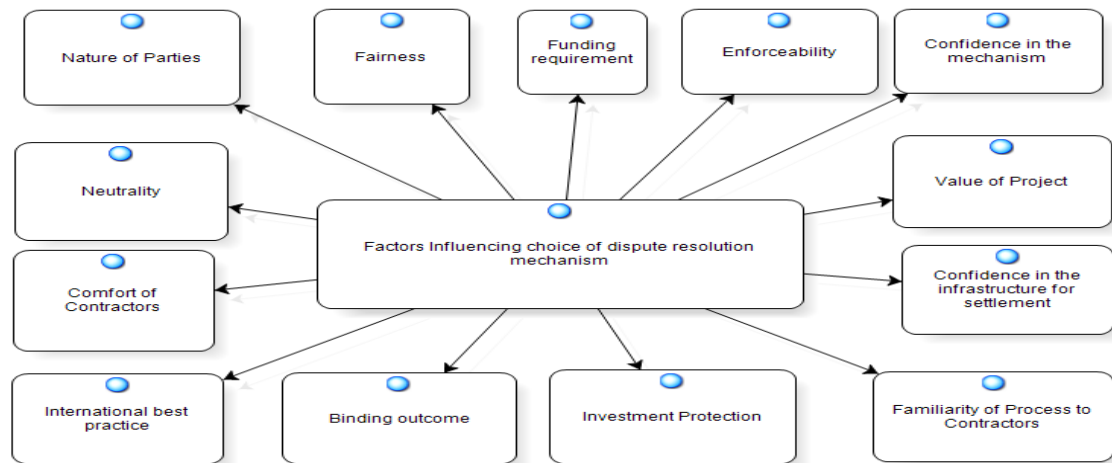 Nature of Parties
Fairness
Funding
requirement
Enforceability
Confidence in the
mechanism
Neutrality
Value of Project
Factors Influencing choice of dispute resolution
mechanism
Comfort of
Contractors
Confidence in the
infrastructure for
settlement
International best
practice
Binding outcome
Investment Protection
Familiarity of Process to
Contractors